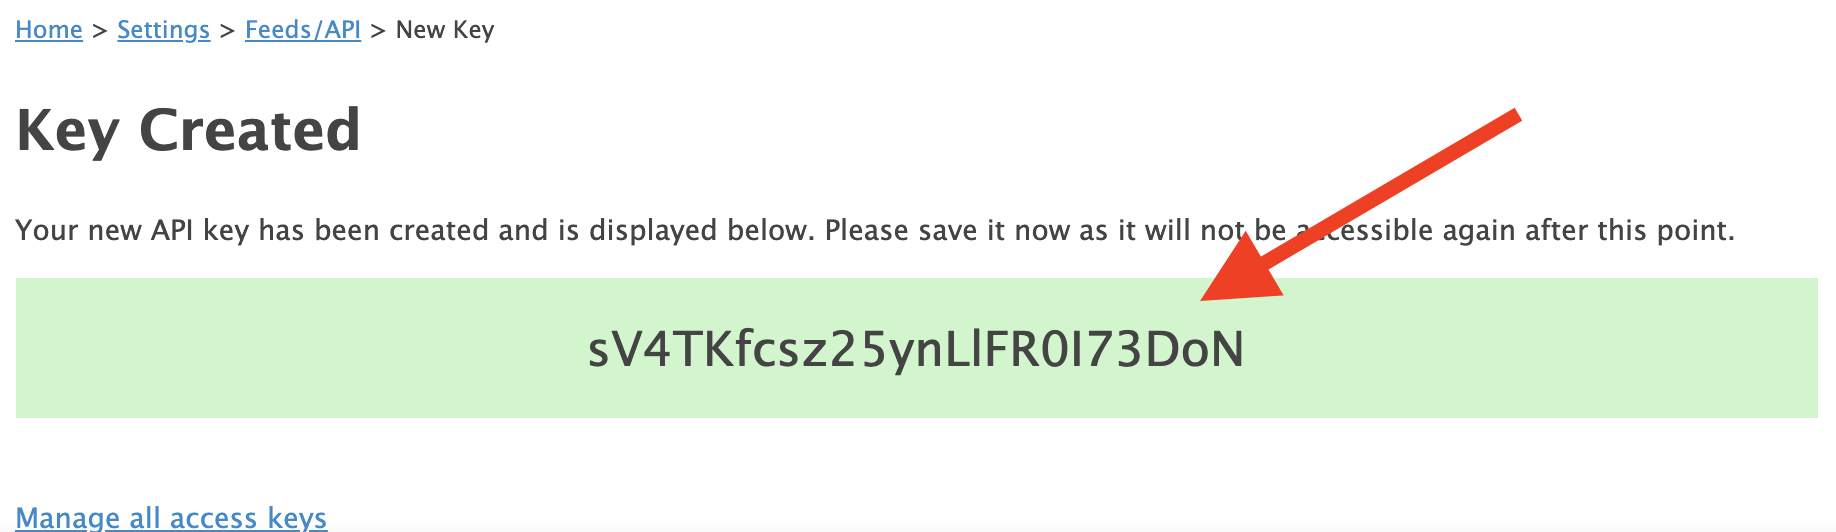 Home > Settings > Feeds/API > New Key
Key Created
Your new API key has been created and is displayed below. Please save it now as it will not be accessible again after this point.
sV4TKfcsz25ynLlFR0I73DoN
Manage all access keys